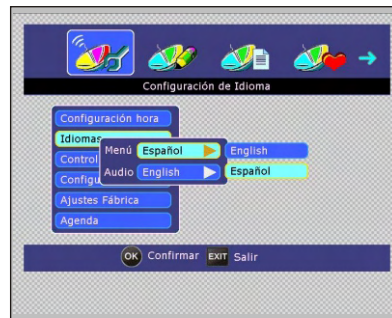 Configuración de Idioma
Configuración hora
Idiomas
Menú Español English
Control
Audio English Español
Configu
Ajustes Fábrica
Agenda
OK Confirmar EXIT Salir